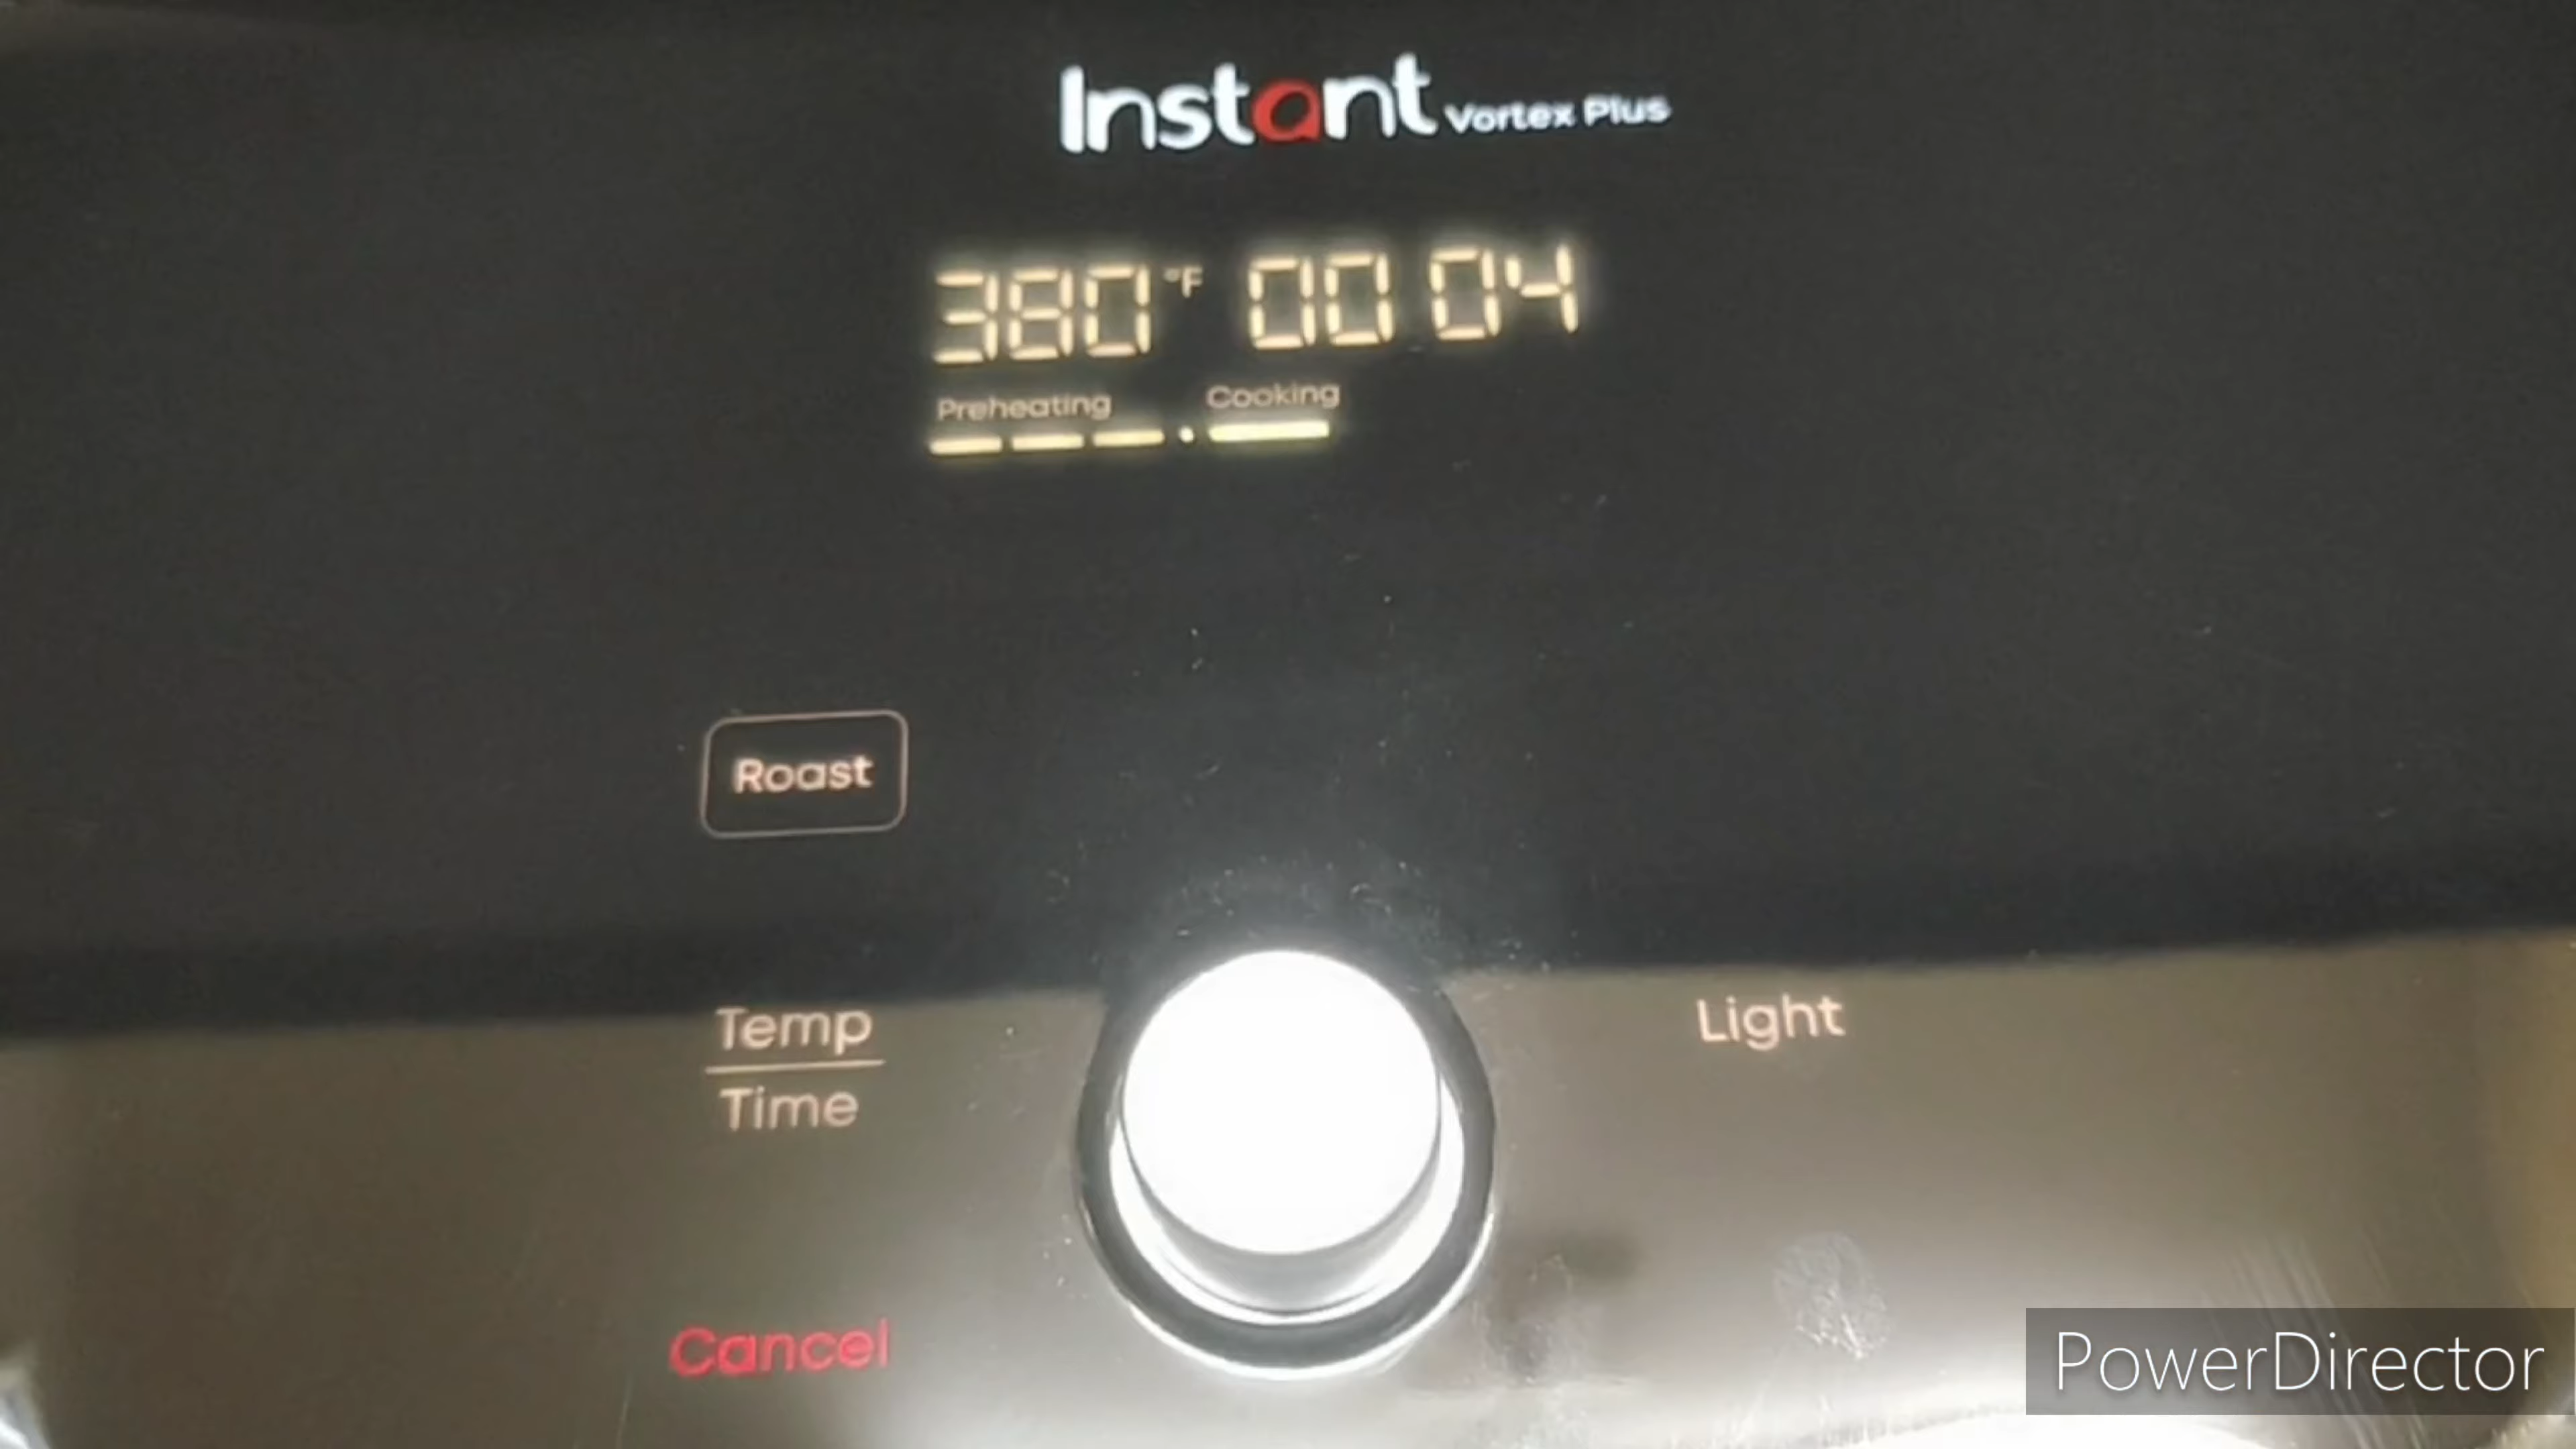 Instant Vortex Plus
380 °F 00 04
Preheating Cooking
Roast
Temp
Time
Light
Cancel
PowerDirector